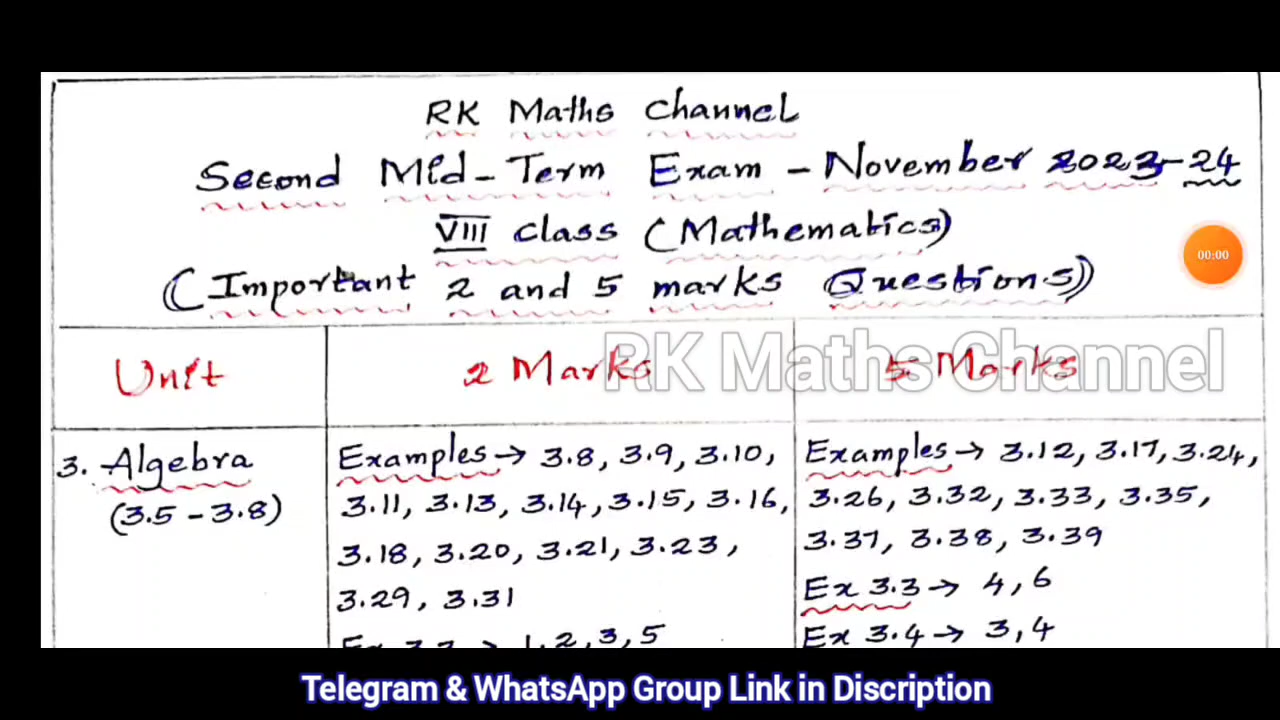 RK Maths Channel
Second Mid-Term Exam - November 2023-24
VIII class (Mathematics)
(Important 2 and 5 marks Questions)
00:00
Unit
2 Marks
5 Marks
RK Maths Channel
3. Algebra
(3.5 - 3.8)
Examples → 3.8, 3.9, 3.10,
3.11, 3.13, 3.14, 3.15, 3.16,
3.18, 3.20, 3.21, 3.23,
3.29, 3.31
1, 2, 3, 5
Examples → 3.12, 3.17, 3.24,
3.26, 3.32, 3.33, 3.35,
3.37, 3.38, 3.39
Ex 3.3 → 4, 6
Ex 3.4 → 3, 4
Telegram & WhatsApp Group Link in Discription